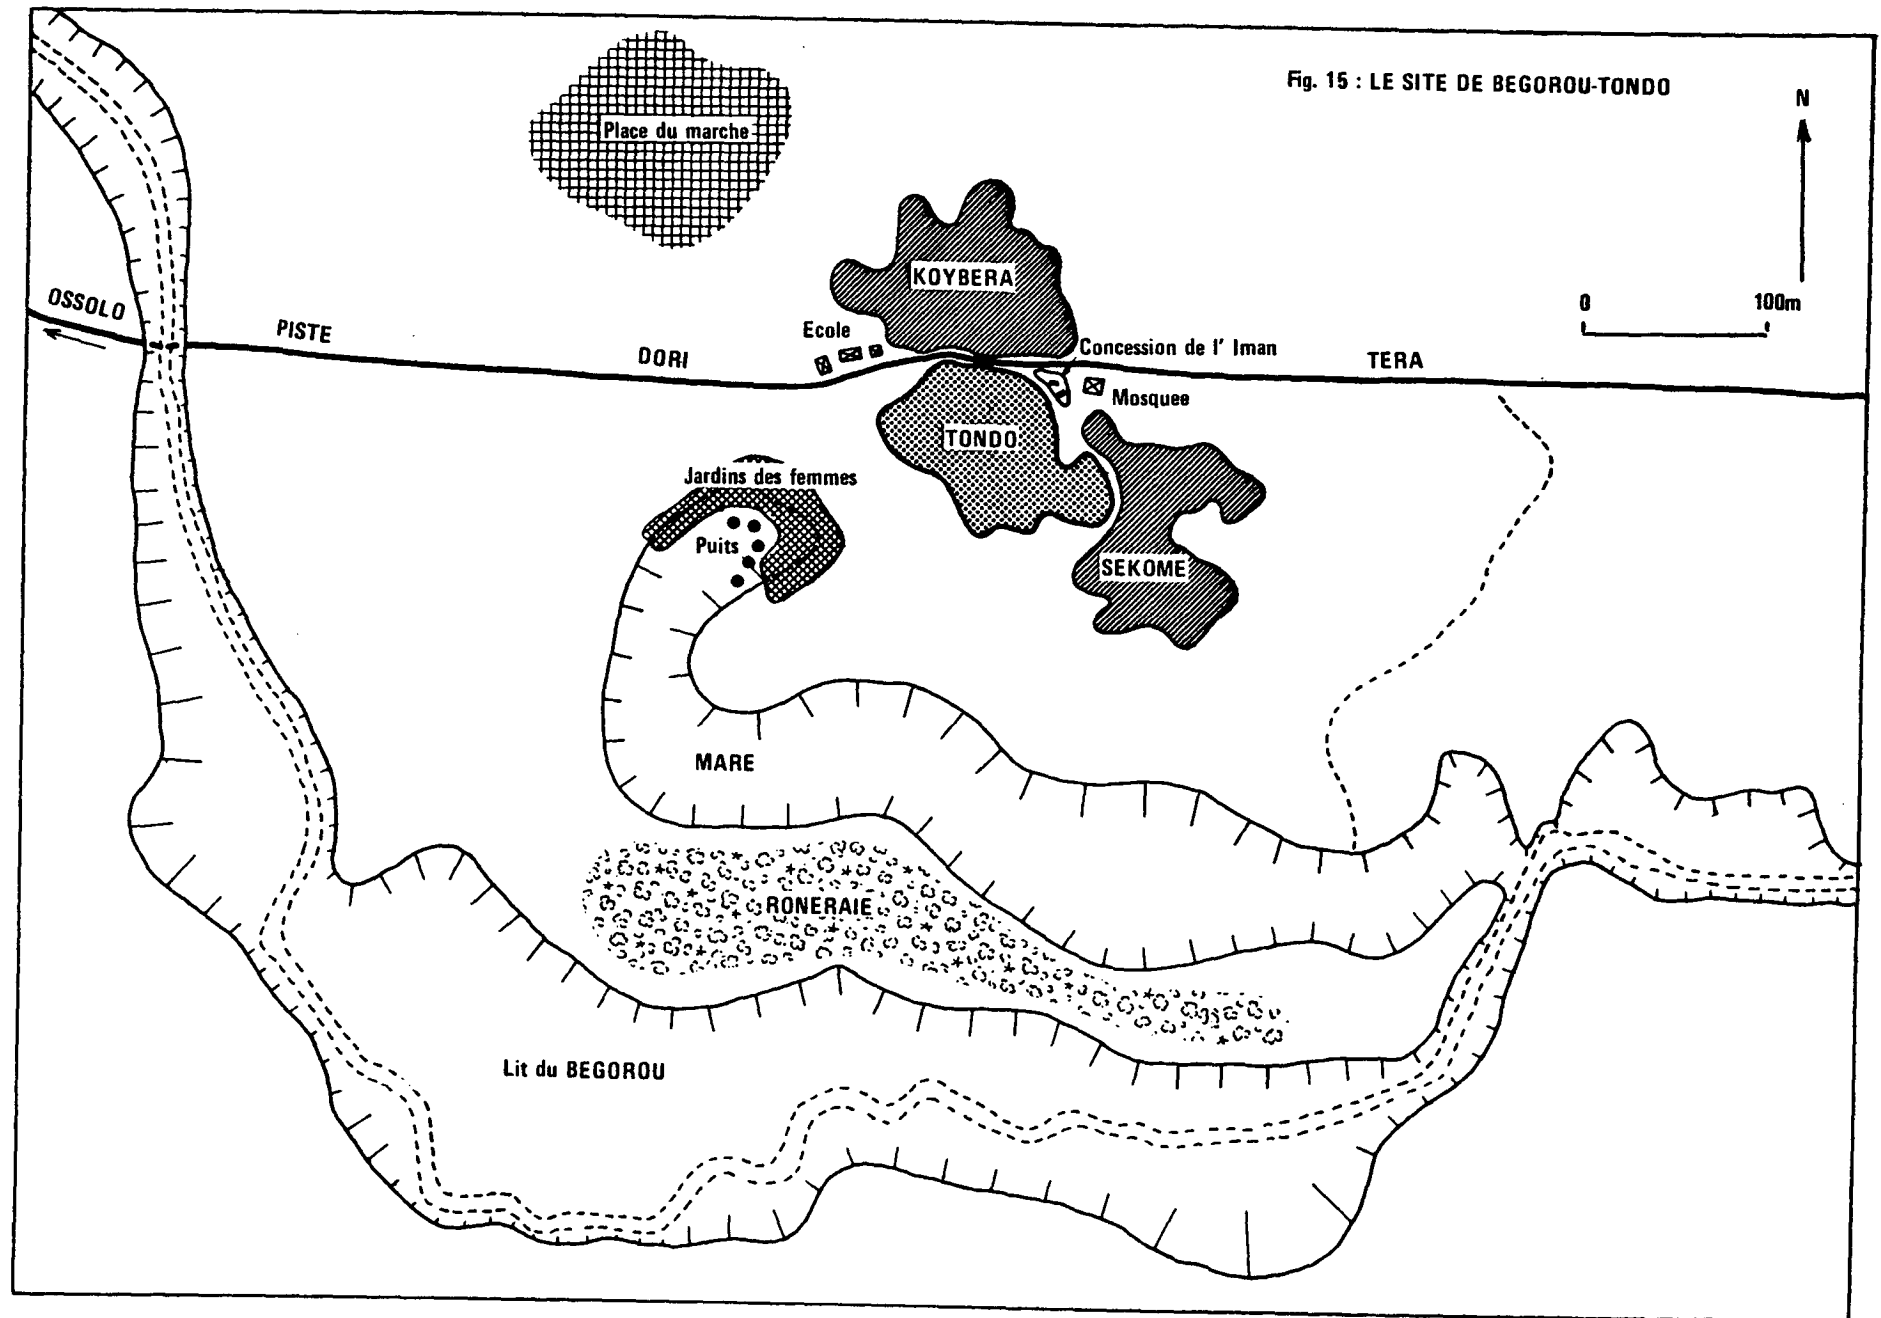 Fig. 15 : LE SITE DE BEGOROU-TONDO
N
Place du marche
KOYBERA
0 100m
OSSOLO
PISTE
Ecole
DORI
Concession de l' Iman
TERA
Mosquee
TONDO
Jardins des femmes
Puits
SEKOME
MARE
RONERAIE
Lit du BEGOROU